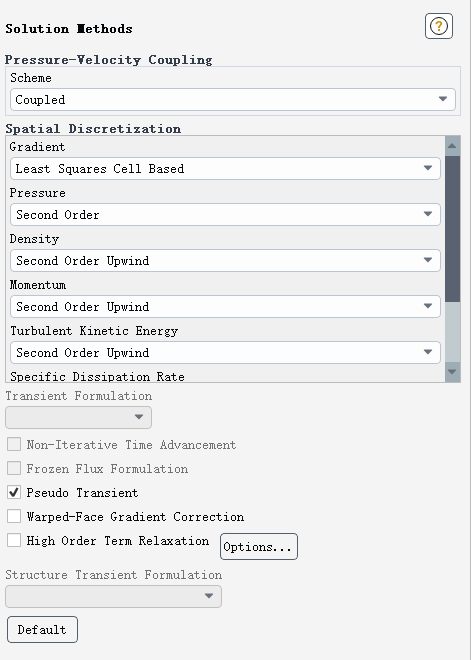 Solution Methods
?
Pressure-Velocity Coupling
Scheme
Coupled
Spatial Discretization
Gradient
Least Squares Cell Based
Pressure
Second Order
Density
Second Order Upwind
Momentum
Second Order Upwind
Turbulent Kinetic Energy
Second Order Upwind
Specific Dissipation Rate
Transient Formulation
Non-Iterative Time Advancement
Frozen Flux Formulation
Pseudo Transient
Warped-Face Gradient Correction
High Order Term Relaxation Options...
Structure Transient Formulation
Default